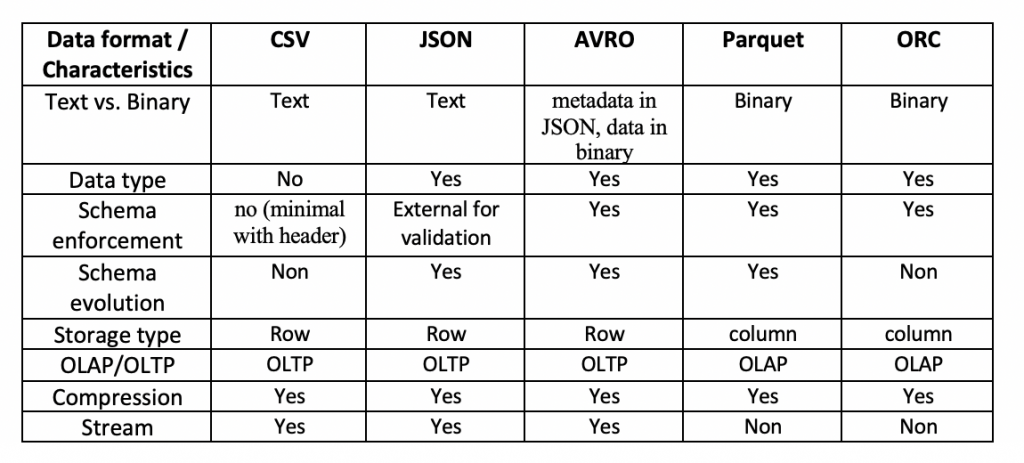 Data format / CSV JSON AVRO Parquet ORC
Characteristics
Text vs. Binary Text Text metadata in Binary Binary
JSON, data in
binary
Data type No Yes Yes Yes Yes
Schema no (minimal External for Yes Yes Yes
enforcement with header) validation
Schema Non Yes Yes Yes Non
evolution
Storage type Row Row Row column column
OLAP/OLTP OLTP OLTP OLTP OLAP OLAP
Compression Yes Yes Yes Yes Yes
Stream Yes Yes Yes Non Non